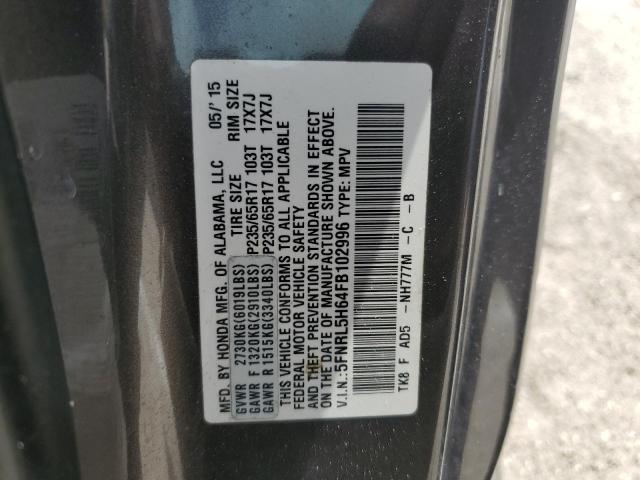 MFD. BY HONDA MFG. OF ALABAMA, LLC 05/'15
TIRE SIZE RIM SIZE
GVWR 2730KG(6019LBS)
GAWR F 1320KG(2910LBS) P235/65R17 103T 17X7J
GAWR R 1515KG(3340LBS) P235/65R17 103T 17X7J
THIS VEHICLE CONFORMS TO ALL APPLICABLE
FEDERAL MOTOR VEHICLE SAFETY
AND THEFT PREVENTION STANDARDS IN EFFECT
ON THE DATE OF MANUFACTURE SHOWN ABOVE.
V.I.N.: 5FNRL5H64FB102996 TYPE: MPV
TK8 F AD5 -NH777M -C -B